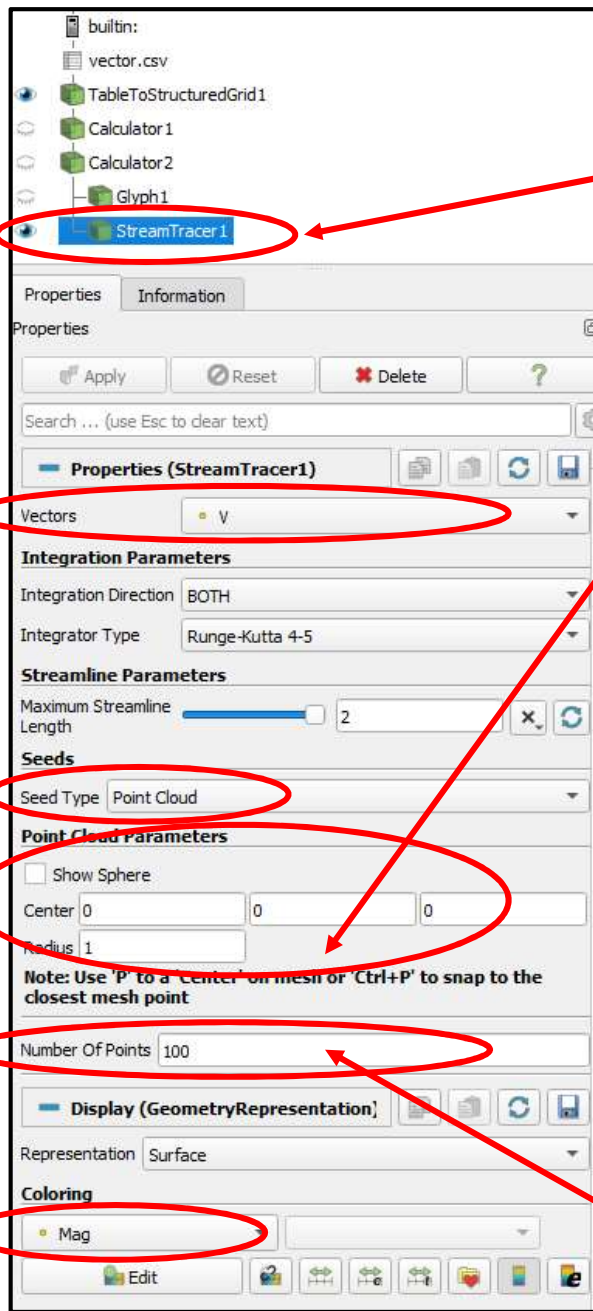 builtin:
vector.csv
TableToStructuredGrid1
Calculator1
Calculator2
Glyph1
StreamTracer1
Properties Information
Properties
Apply Reset Delete ?
Search ... (use Esc to clear text)
Properties (StreamTracer1)
Vectors V
Integration Parameters
Integration Direction BOTH
Integrator Type Runge-Kutta 4-5
Streamline Parameters
Maximum Streamline
Length 2
Seeds
Seed Type Point Cloud
Point Cloud Parameters
Show Sphere
Center 0 0 0
Radius 1
Note: Use 'P' to a 'Center' on mesh or 'Ctrl+P' to snap to the
closest mesh point
Number Of Points 100
Display (GeometryRepresentation)
Representation Surface
Coloring
Mag
Edit